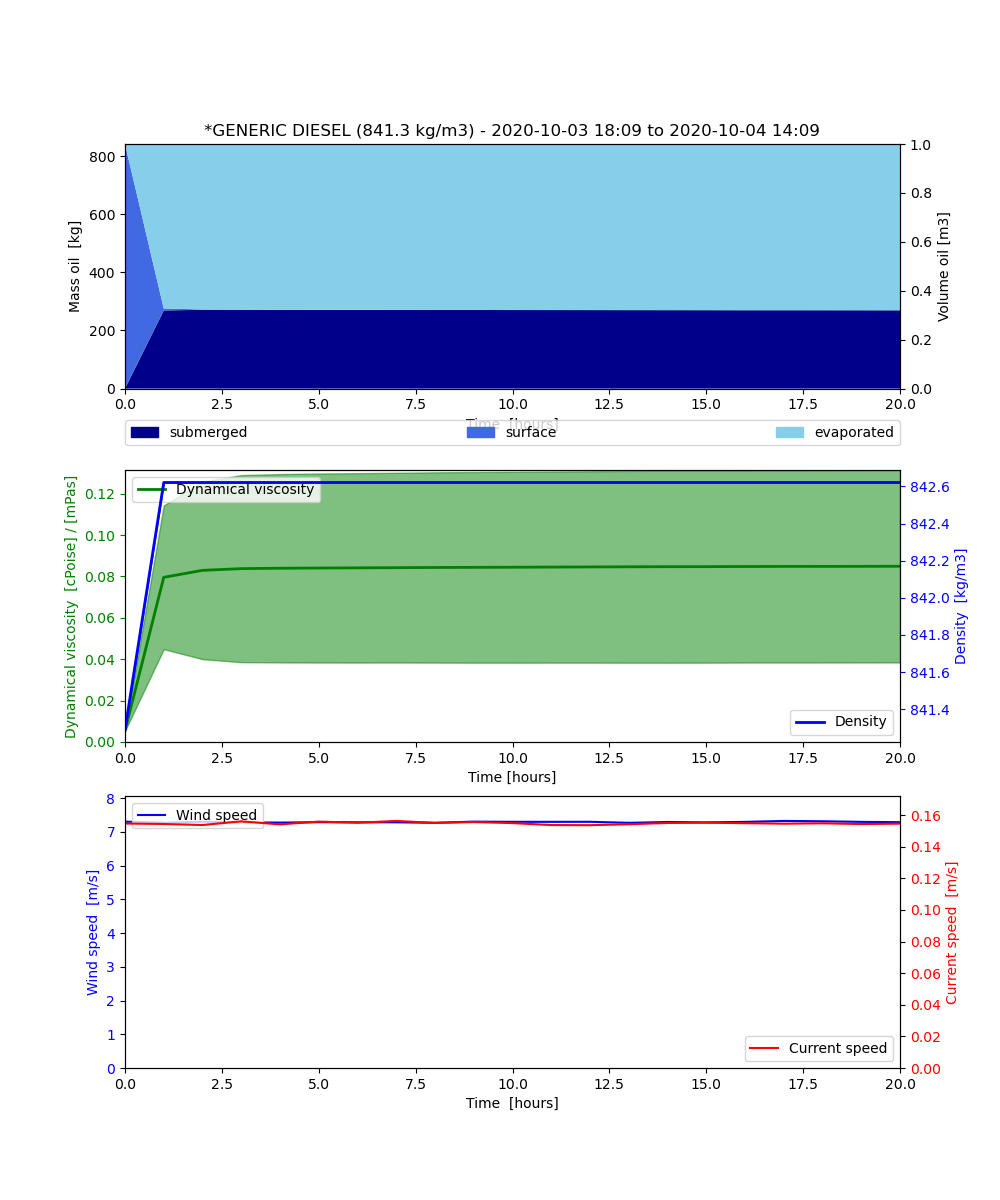 *GENERIC DIESEL (841.3 kg/m3) - 2020-10-03 18:09 to 2020-10-04 14:09
Mass oil [kg]
800
600
400
200
0
1.0
0.8
0.6
0.4
0.2
0.0
Volume oil [m3]
0.0 2.5 5.0 7.5 10.0 12.5 15.0 17.5 20.0
Time [hours]
submerged surface evaporated
Dynamical viscosity [cPoise] / [mPas]
0.12
0.10
0.08
0.06
0.04
0.02
0.00
Dynamical viscosity
842.6
842.4
842.2
842.0
841.8
841.6
841.4
Density [kg/m3]
Density
0.0 2.5 5.0 7.5 10.0 12.5 15.0 17.5 20.0
Time [hours]
Wind speed [m/s]
8
7
6
5
4
3
2
1
0
Wind speed
0.16
0.14
0.12
0.10
0.08
0.06
0.04
0.02
0.00
Current speed [m/s]
Current speed
0.0 2.5 5.0 7.5 10.0 12.5 15.0 17.5 20.0
Time [hours]